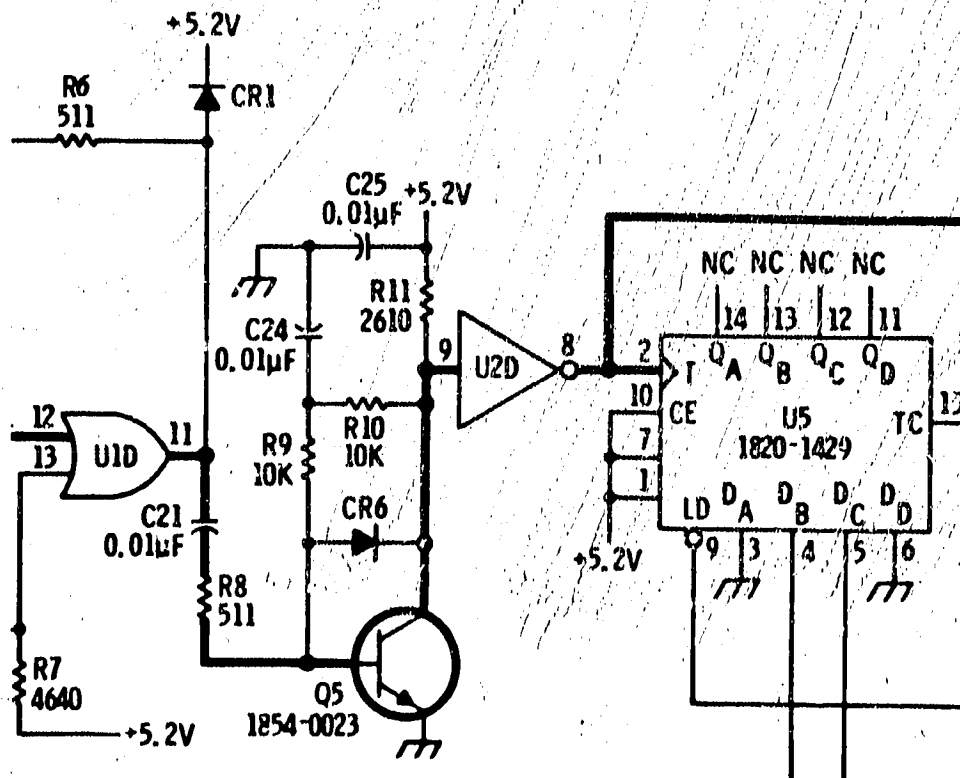 +5.2V
CR1
R6
511
C25
0.01µF
+5.2V
R11
2610
C24
0.01µF
NC NC NC NC
14 13 12 11
QA QB QC QD
9
U2D
8
2
T
10
CE
7
1
U5
1820-1429
TC
LD
DA DB DC DD
9
3
4
5
6
+5.2V
12
13
U1D
11
R9
10K
R10
10K
CR6
C21
0.01µF
R8
511
R7
4640
+5.2V
Q5
1854-0023